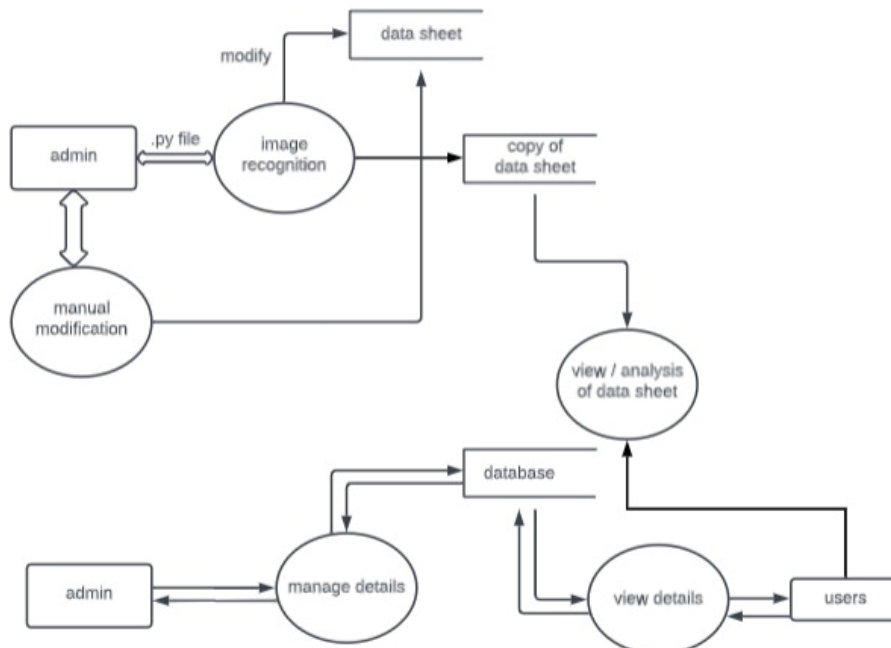 data sheet
modify
.py file
image
recognition
admin
copy of
data sheet
manual
modification
view / analysis
of data sheet
database
manage details
admin
view details
users